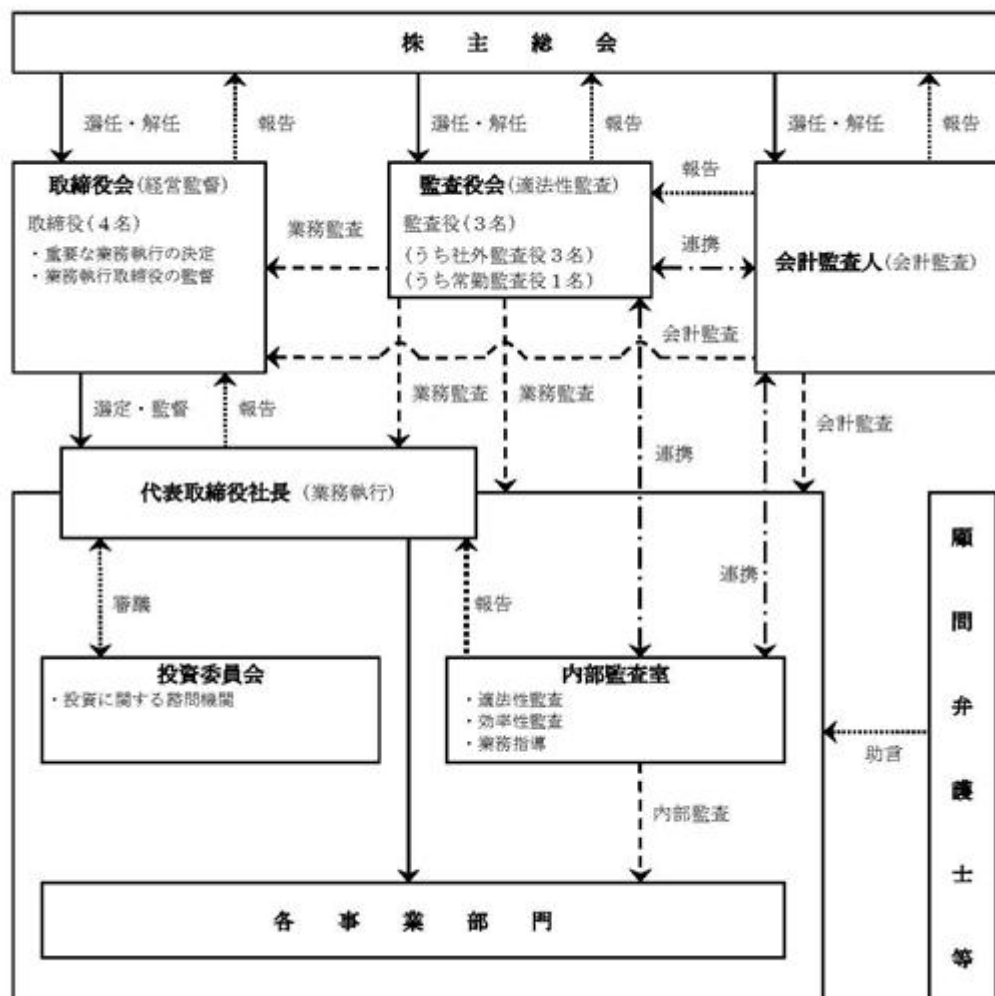 株主総会
選任・解任
報告
選任・解任
報告
選任・解任
報告
取締役会(経営監督)
取締役(4名)
・重要な業務執行の決定
・業務執行取締役の監督
業務監査
監査役会(適法性監査)
監査役(3名)
(うち社外監査役3名)
(うち常勤監査役1名)
報告
連携
会計監査人(会計監査)
会計監査
選定・監督
報告
業務監査
業務監査
会計監査
連携
代表取締役社長(業務執行)
連携
審議
報告
投資委員会
・投資に関する諮問機関
内部監査室
・適法性監査
・効率性監査
・業務指導
助言
内部監査
各事業部門
顧問弁護士等